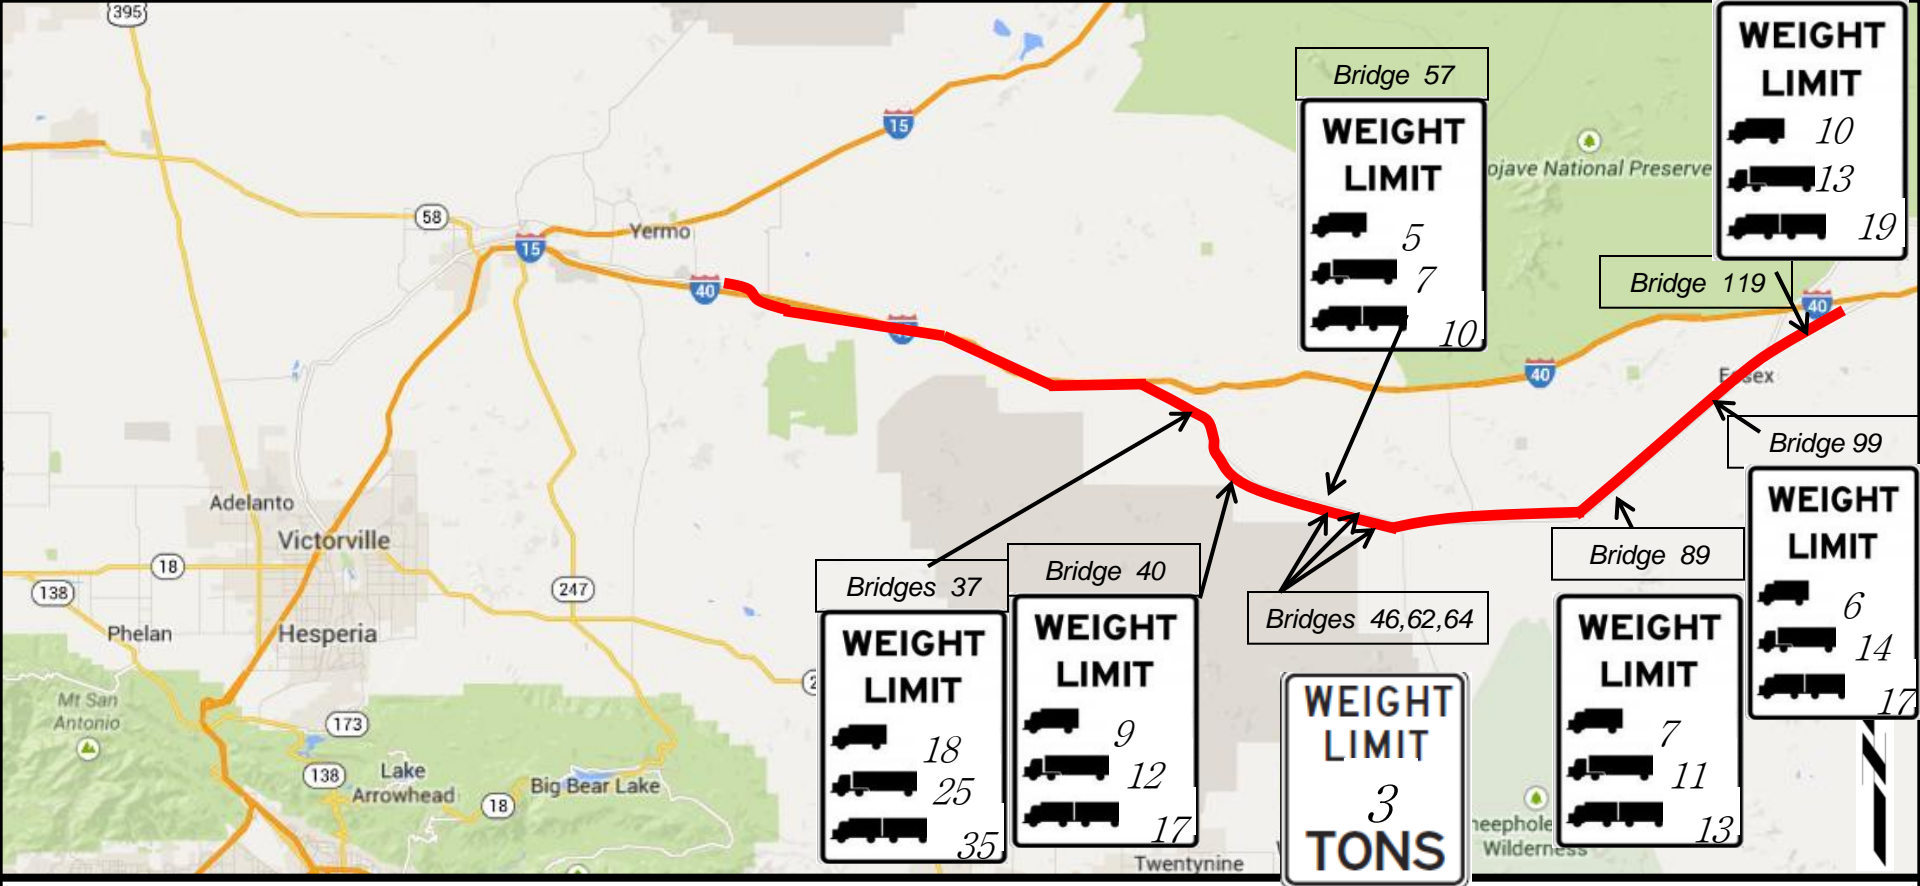 395
WEIGHT
LIMIT
10
13
19
Bridge 57
WEIGHT
LIMIT
5
7
10
15
ojave National Preserve
58
15
Yermo
40
Bridge 119
40
40
Essex
Bridge 99
WEIGHT
LIMIT
6
14
17
Adelanto
Victorville
18
138
247
Phelan
Hesperia
Bridges 37
WEIGHT
LIMIT
18
25
35
Bridge 40
WEIGHT
LIMIT
9
12
17
Bridges 46,62,64
WEIGHT
LIMIT
3
TONS
Bridge 89
WEIGHT
LIMIT
7
11
13
Mt San
Antonio
173
138
Lake
Arrowhead
18
Big Bear Lake
Twentynine
heephole
Wilderness
N